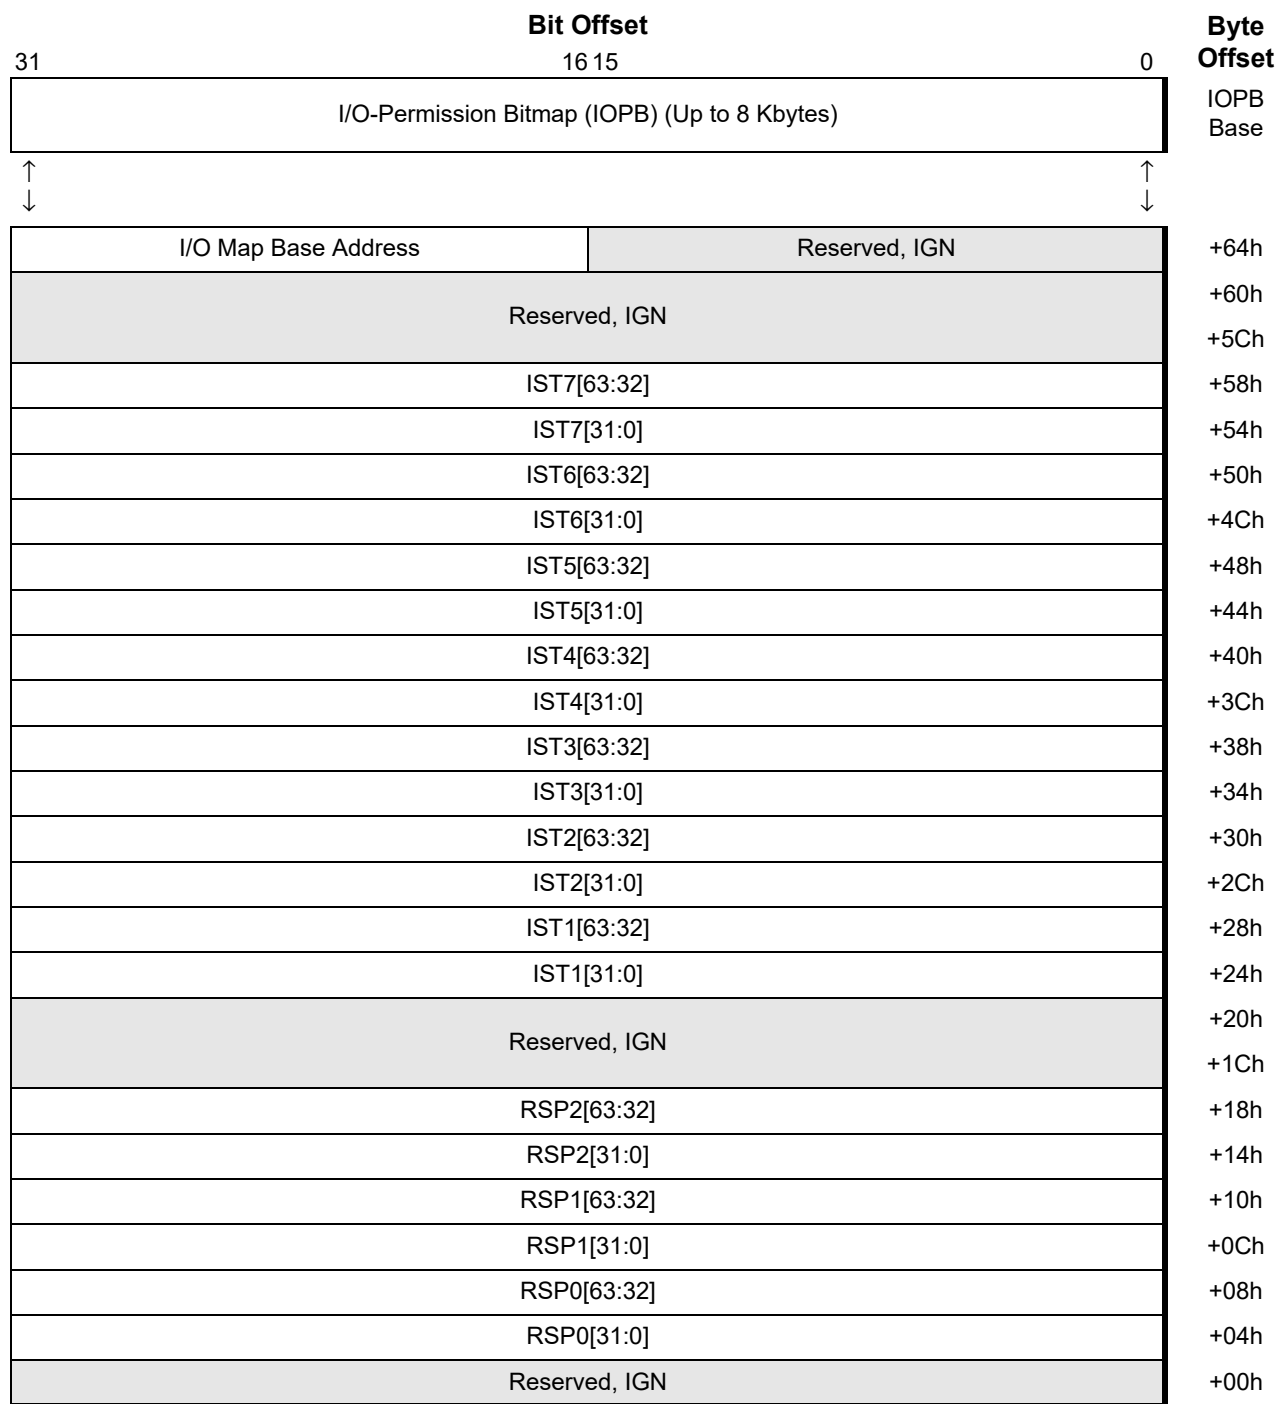 Bit Offset
Byte Offset
31 16 15 0
I/O-Permission Bitmap (IOPB) (Up to 8 Kbytes) IOPB Base
↑ ↑
↓ ↓
I/O Map Base Address Reserved, IGN +64h
Reserved, IGN +60h
+5Ch
IST7[63:32] +58h
IST7[31:0] +54h
IST6[63:32] +50h
IST6[31:0] +4Ch
IST5[63:32] +48h
IST5[31:0] +44h
IST4[63:32] +40h
IST4[31:0] +3Ch
IST3[63:32] +38h
IST3[31:0] +34h
IST2[63:32] +30h
IST2[31:0] +2Ch
IST1[63:32] +28h
IST1[31:0] +24h
Reserved, IGN +20h
+1Ch
RSP2[63:32] +18h
RSP2[31:0] +14h
RSP1[63:32] +10h
RSP1[31:0] +0Ch
RSP0[63:32] +08h
RSP0[31:0] +04h
Reserved, IGN +00h